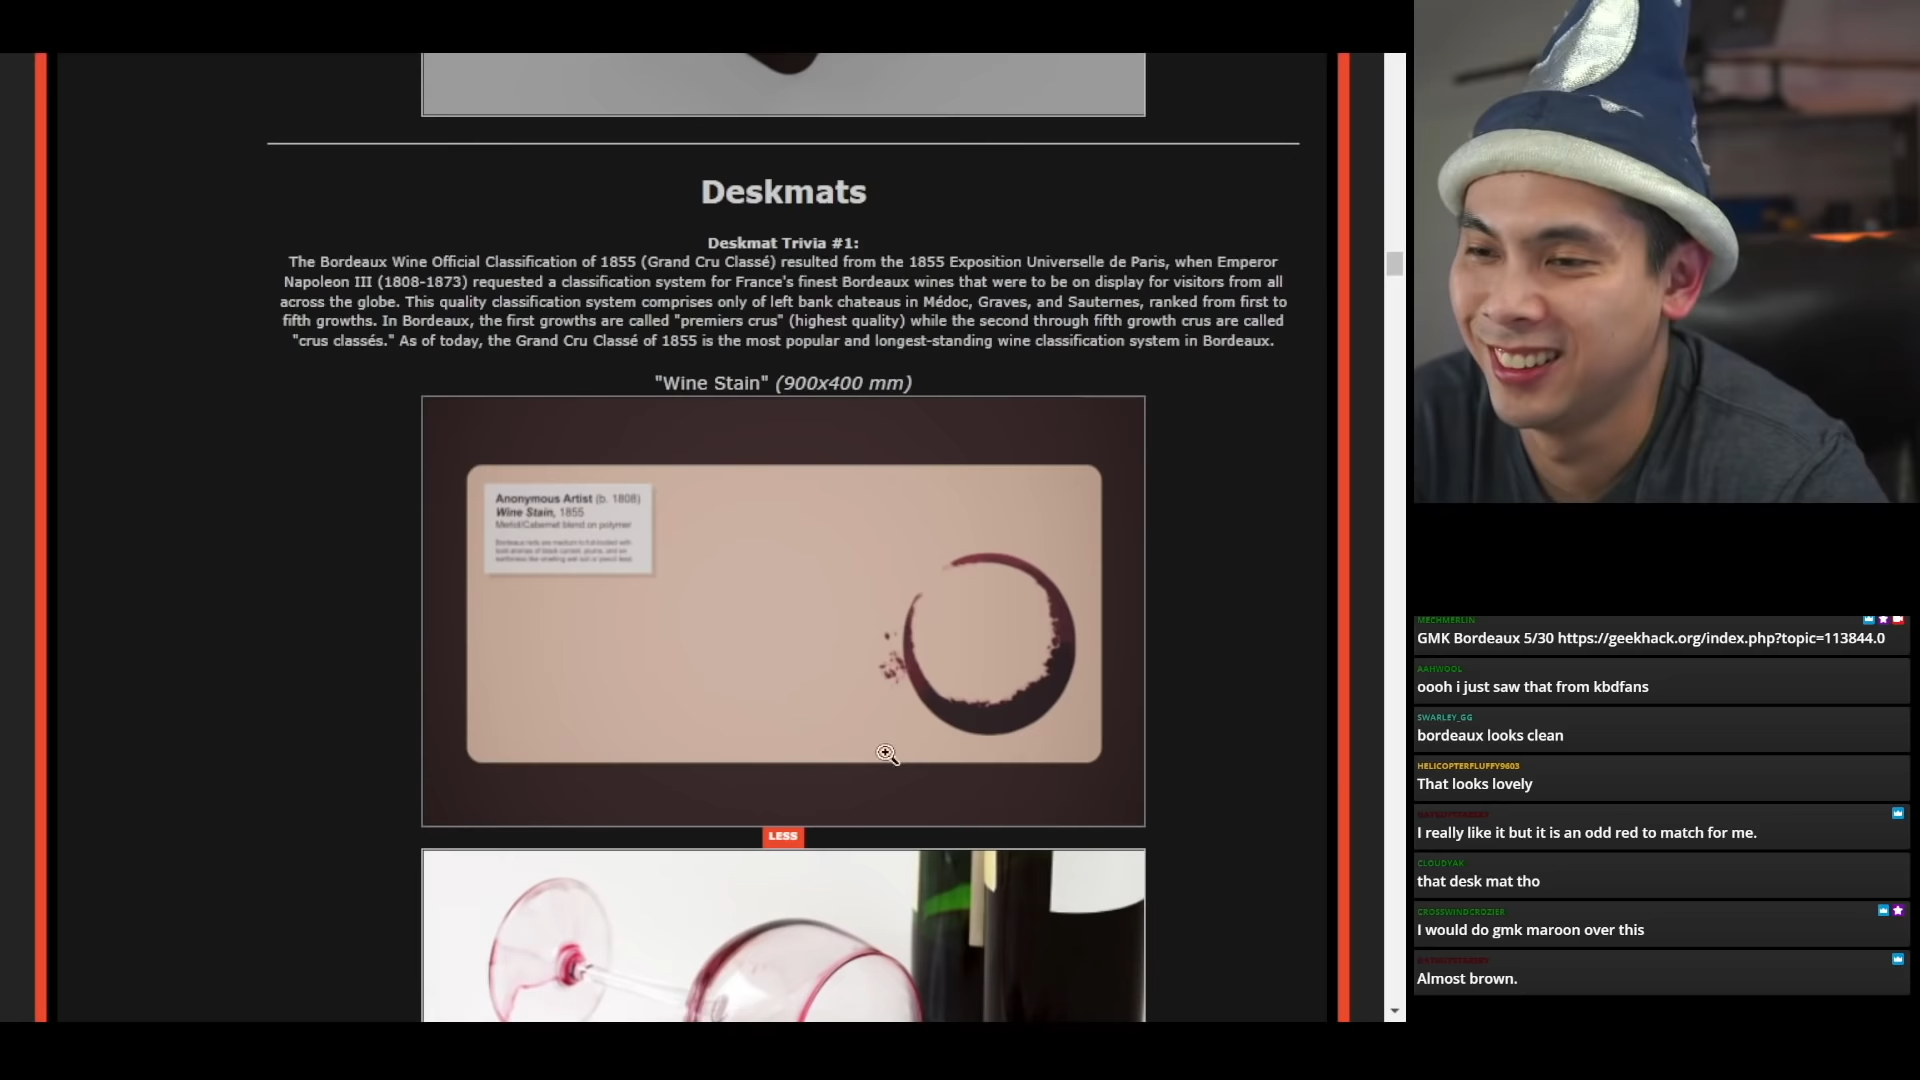 Deskmats
Deskmat Trivia #1:
The Bordeaux Wine Official Classification of 1855 (Grand Cru Classé) resulted from the 1855 Exposition Universelle de Paris, when Emperor
Napoleon III (1808-1873) requested a classification system for France's finest Bordeaux wines that were to be on display for visitors from all
across the globe. This quality classification system comprises only of left bank chateaus in Médoc, Graves, and Sauternes, ranked from first to
fifth growths. In Bordeaux, the first growths are called "premiers crus" (highest quality) while the second through fifth growth crus are called
"crus classés." As of today, the Grand Cru Classé of 1855 is the most popular and longest-standing wine classification system in Bordeaux.
"Wine Stain" (900x400 mm)
Anonymous Artist (b. 1808)
Wine Stain, 1855
Merlot/Cabernet blend on polymer
LESS
MECHMERLIN
GMK Bordeaux 5/30 https://geekhack.org/index.php?topic=113844.0
AAHWOOL
oooh i just saw that from kbdfans
SWARLEY_GG
bordeaux looks clean
HELICOPTERFLUFFY9603
That looks lovely
I really like it but it is an odd red to match for me.
CLOUDYAK
that desk mat tho
CROSSWINDCROZIER
I would do gmk maroon over this
Almost brown.